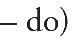 – do)